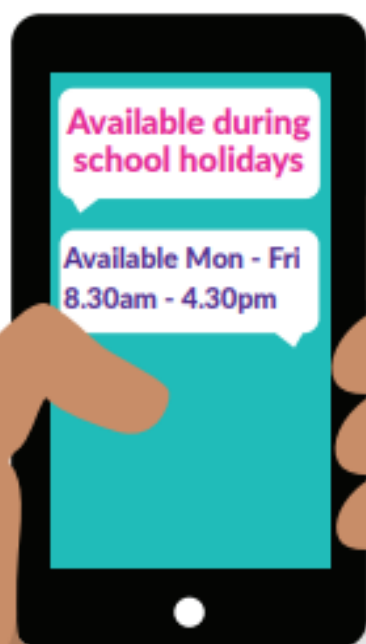 Available during
school holidays
Available Mon - Fri
8.30am - 4.30pm